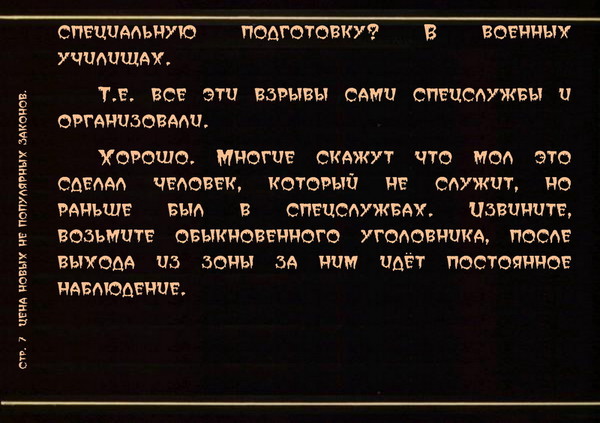 СПЕЦИАЛЬНУЮ ПОДГОТОВКУ? В ВОЕННЫХ
УЧИЛИЩАХ.
Т.Е. ВСЕ ЭТИ ВЗРЫВЫ САМИ СПЕЦСЛУЖБЫ И
ОРГАНИЗОВАЛИ.
ХОРОШО. МНОГИЕ СКАЖУТ ЧТО МОЛ ЭТО
СДЕЛАЛ ЧЕЛОВЕК, КОТОРЫЙ НЕ СЛУЖИТ, НО
РАНЬШЕ БЫЛ В СПЕЦСЛУЖБАХ. ИЗВИНИТЕ,
ВОЗЬМИТЕ ОБЫКНОВЕННОГО УГОЛОВНИКА, ПОСЛЕ
ВЫХОДА ИЗ ЗОНЫ ЗА НИМ ИДЁТ ПОСТОЯННОЕ
НАБЛЮДЕНИЕ.
СТР. 7 ЦЕНА НОВЫХ НЕ ПОПУЛЯРНЫХ ЗАКОНОВ.